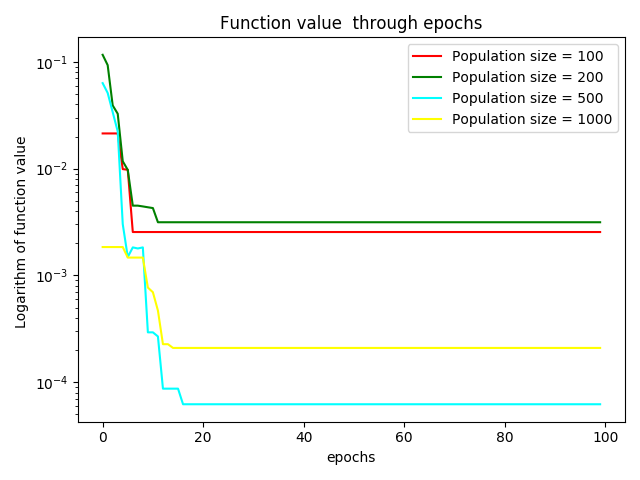 Function value  through epochs
Logarithm of function value
10⁻¹
10⁻²
10⁻³
10⁻⁴
Population size = 100
Population size = 200
Population size = 500
Population size = 1000
0 20 40 60 80 100
epochs